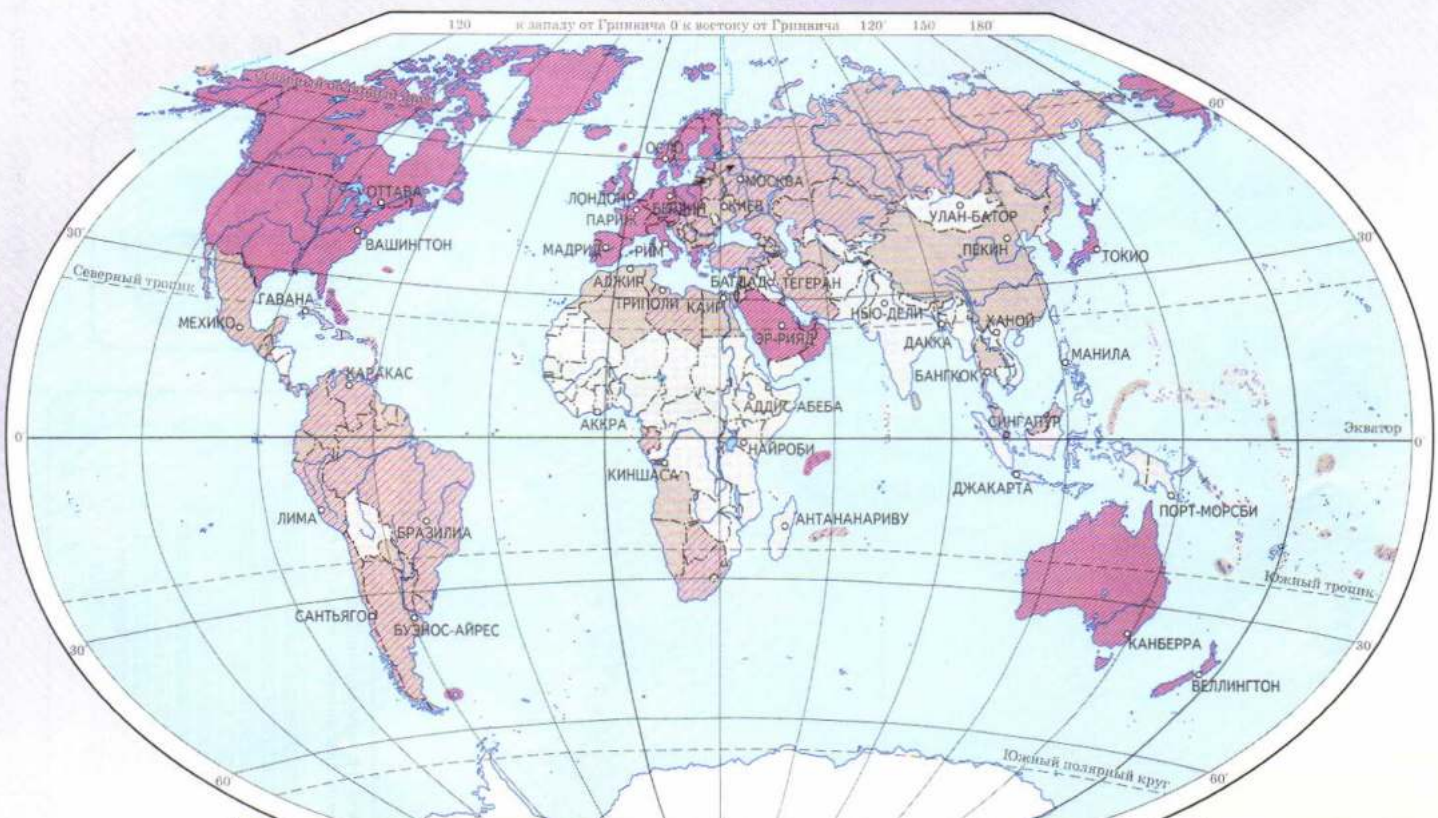 120 к западу от Гринвича 0 к востоку от Гринвича 120° 150° 180°
60°
Северный полярный круг
ОСЛО
МОСКВА
ЛОНДОН
БЕРЛИН
КИЕВ
ПАРИЖ
ОТТАВА
УЛАН-БАТОР
ВАШИНГТОН
МАДРИД
РИМ
ПЕКИН
ТОКИО
30°
30°
Северный тропик
АЛЖИР
БАГДАД
ТЕГЕРАН
ГАВАНА
ТРИПОЛИ
КАИР
НЬЮ-ДЕЛИ
ХАНОЙ
МЕХИКО
ЭР-РИЯД
ДАККА
МАНИЛА
КАРАКАС
БАНГКОК
АДДИС-АБЕБА
АККРА
СИНГАПУР
Экватор
0
0
НАЙРОБИ
КИНШАСА
ДЖАКАРТА
ПОРТ-МОРСБИ
ЛИМА
БРАЗИЛИА
АНТАНАНАРИВУ
Южный тропик
САНТЬЯГО
БУЭНОС-АЙРЕС
КАНБЕРРА
30°
30°
ВЕЛЛИНГТОН
Южный полярный круг
60°
60°